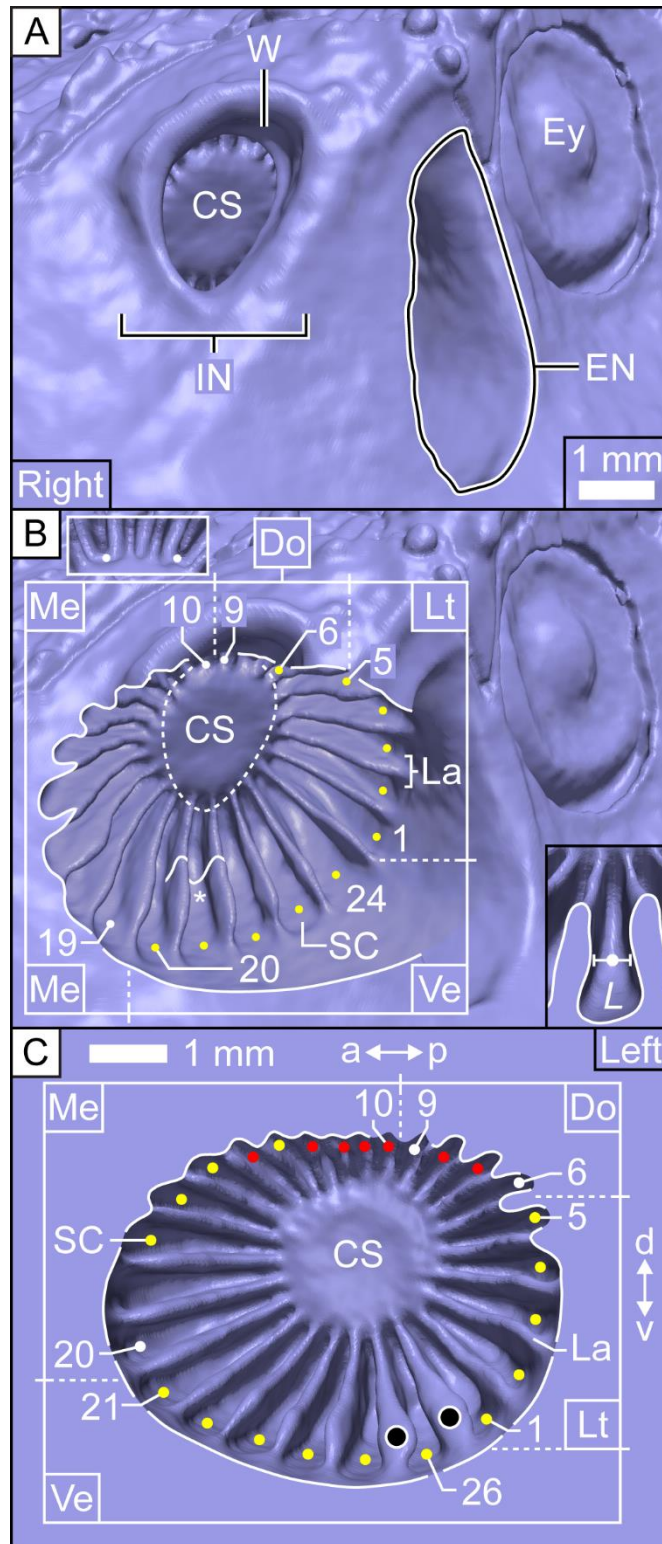 A
W
CS
Ey
IN
EN
Right
1 mm
B
Do
Me
Lt
10 9 6
5
CS
La
1
24
*
SC
19
20
Me
Ve
L
C
1 mm
a p
Left
Me
10 9
Do
6
5
SC
CS
d
v
La
20
21
1
Lt
26
Ve